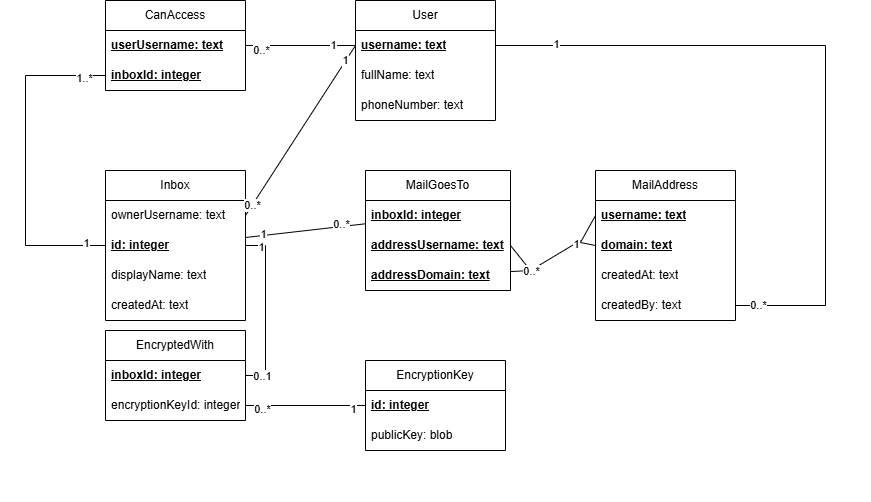 CanAccess
userUsername: text
inboxId: integer
User
username: text
fullName: text
phoneNumber: text
0..*
1
1
1
1..*
Inbox
ownerUsername: text
id: integer
displayName: text
createdAt: text
0..*
1
1
1
0..*
MailGoesTo
inboxId: integer
addressUsername: text
addressDomain: text
0..*
1
MailAddress
username: text
domain: text
createdAt: text
createdBy: text
0..*
EncryptedWith
inboxId: integer
encryptionKeyId: integer
0..1
0..*
1
EncryptionKey
id: integer
publicKey: blob